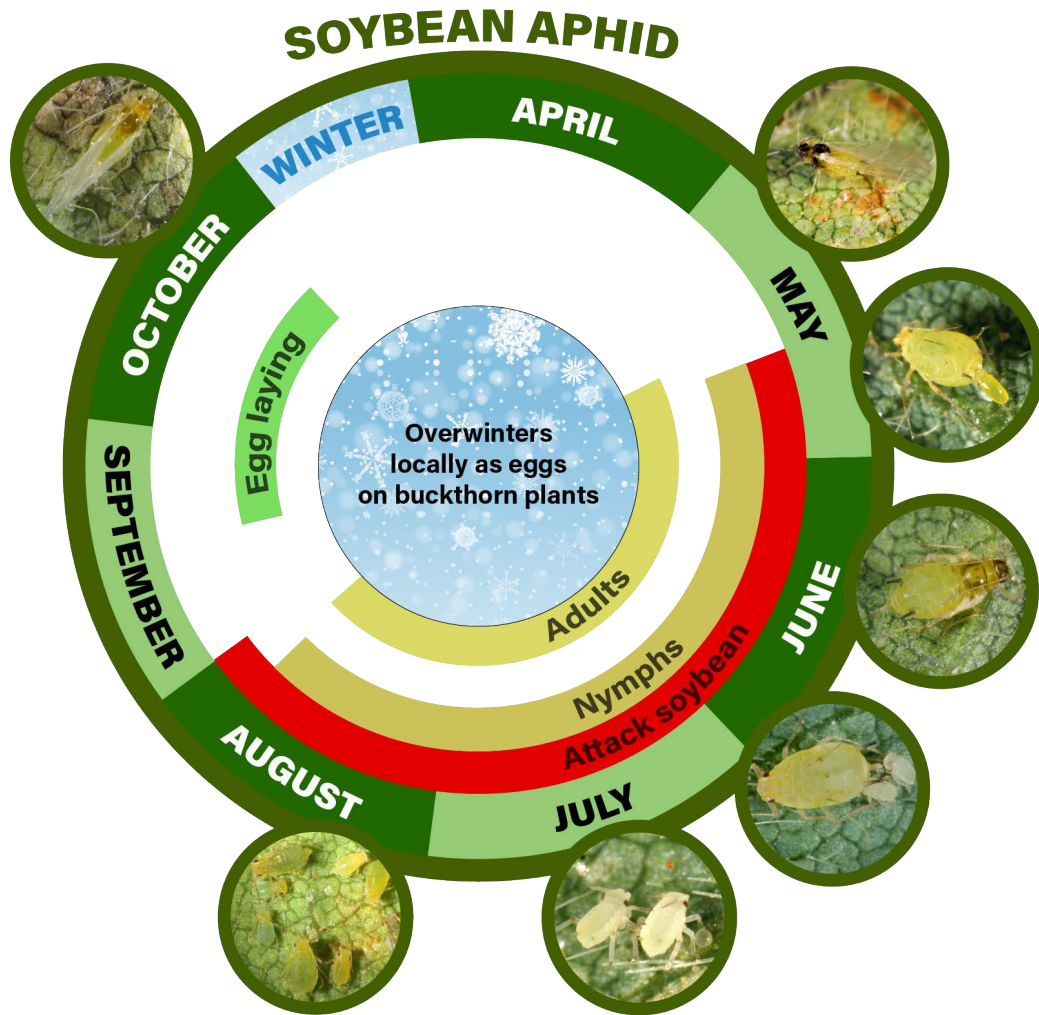 SOYBEAN APHID
WINTER
APRIL
MAY
JUNE
JULY
AUGUST
SEPTEMBER
OCTOBER
Egg laying
Overwinters
locally as eggs
on buckthorn plants
Adults
Nymphs
Attack soybean